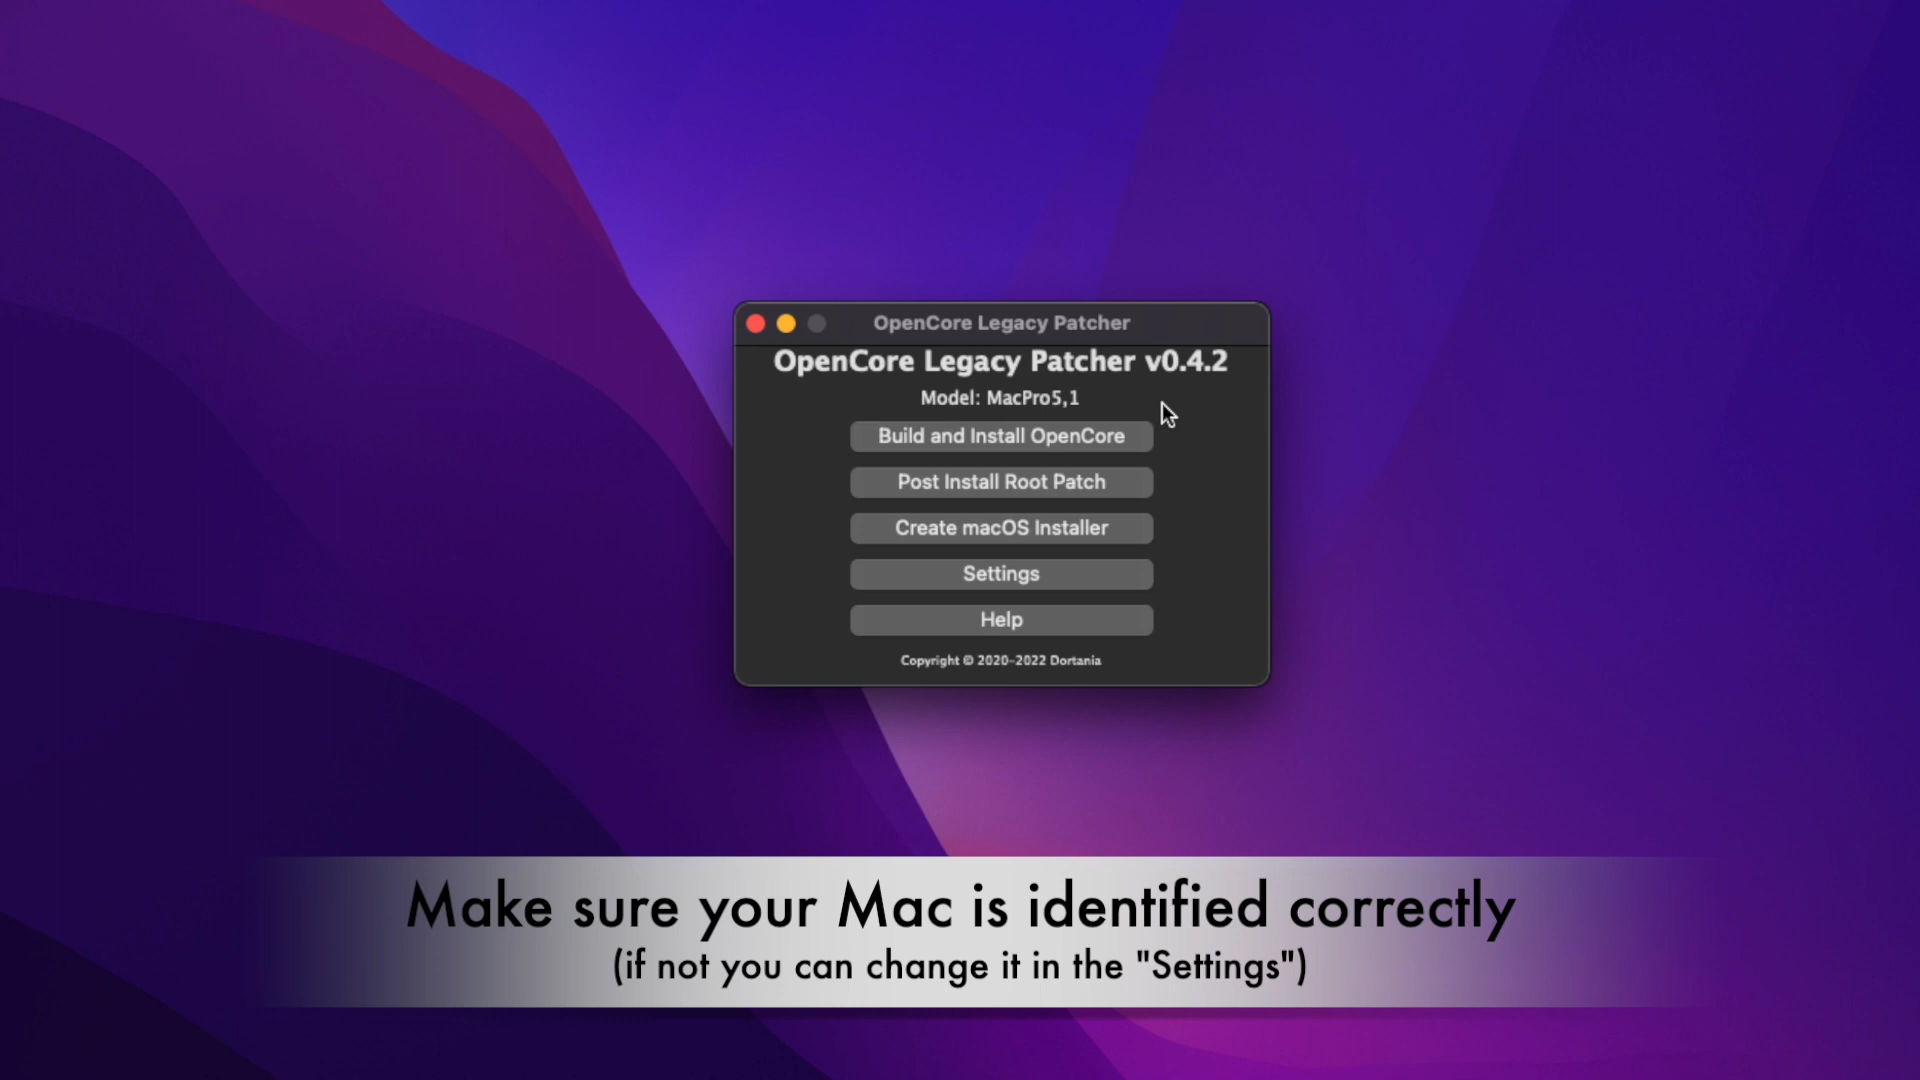 OpenCore Legacy Patcher
OpenCore Legacy Patcher v0.4.2
Model: MacPro5,1
Build and Install OpenCore
Post Install Root Patch
Create macOS Installer
Settings
Help
Copyright © 2020-2022 Dortania
Make sure your Mac is identified correctly
(if not you can change it in the "Settings")